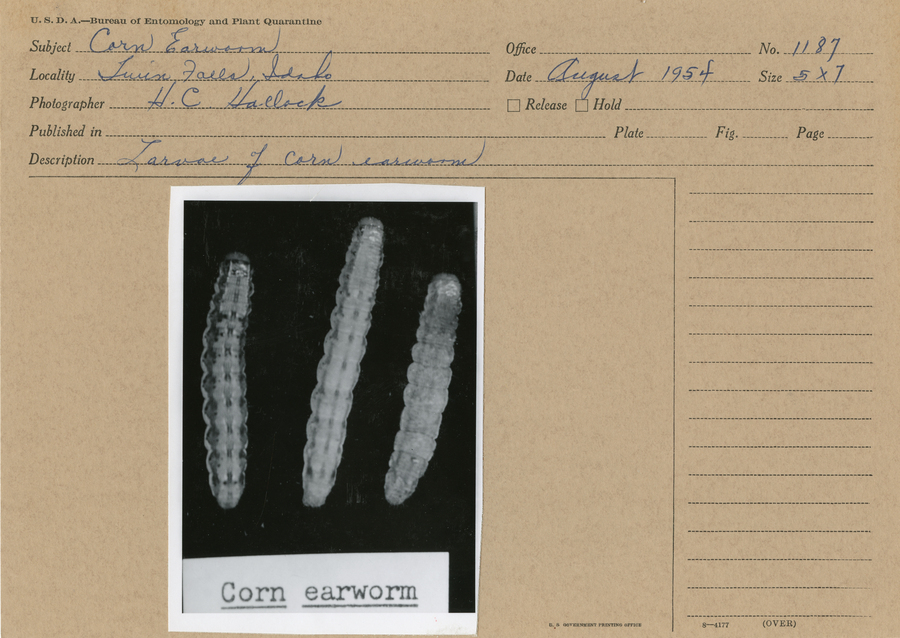 U. S. D. A.—Bureau of Entomology and Plant Quarantine
Subject Corn Earworm Office No. 1187
Locality Twin Falls, Idaho Date August 1954 Size 5 x 7
Photographer H. C Hallock Release Hold
Published in Plate Fig. Page
Description Larvae of corn earworm
Corn earworm
U. S GOVERNMENT PRINTING OFFICE 8—4177 (OVER)